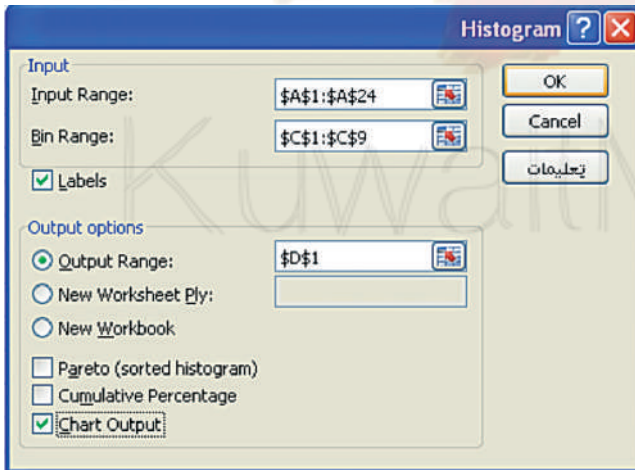 Histogram
Input
Input Range: $A$1:$A$24
Bin Range: $C$1:$C$9
Labels
OK
Cancel
تعليمات
Output options
Output Range: $D$1
New Worksheet Ply:
New Workbook
Pareto (sorted histogram)
Cumulative Percentage
Chart Output